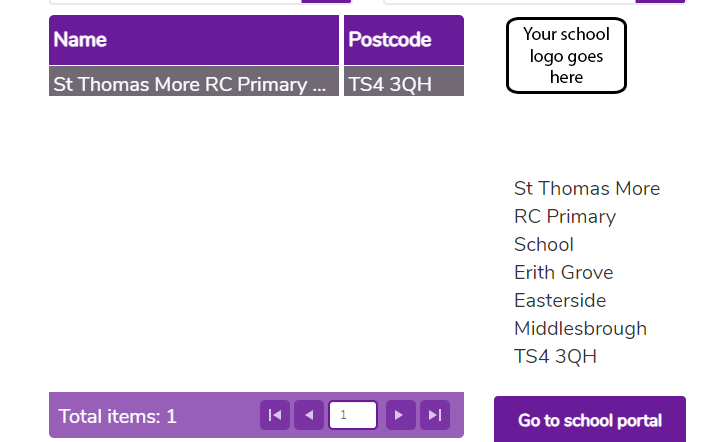 Name Postcode
St Thomas More RC Primary ... TS4 3QH
Your school
logo goes
here
St Thomas More
RC Primary
School
Erith Grove
Easterside
Middlesbrough
TS4 3QH
Total items: 1 1
Go to school portal